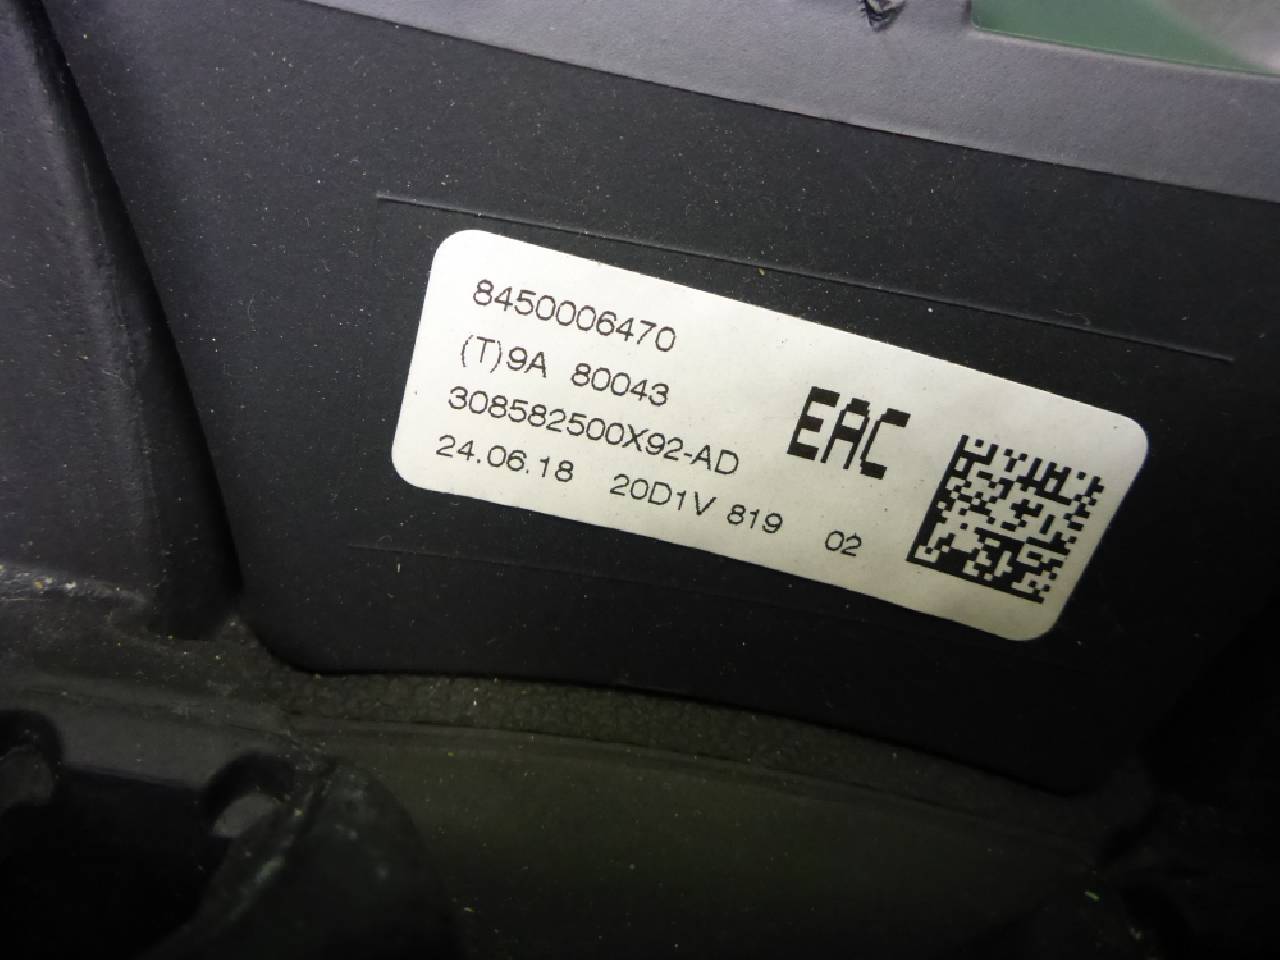 8450006470
(T)9A 80043
308582500X92-AD
24.06.18 20D1V 819 02
EAC